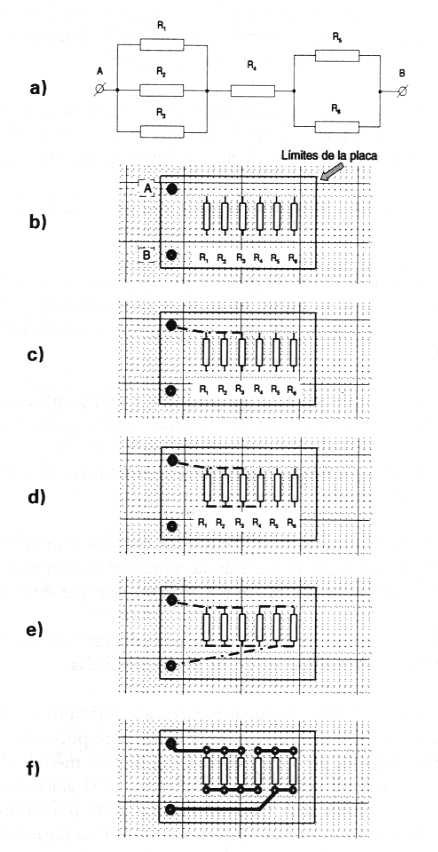 R₁
R₅
A
R₂
R₄
B
a)
R₃
R₆
Límites de la placa
A
b)
B
R₁ R₂ R₃ R₄ R₅ R₆
c)
R₁ R₂ R₃ R₄ R₅ R₆
d)
R₁ R₂ R₃ R₄ R₅ R₆
e)
f)